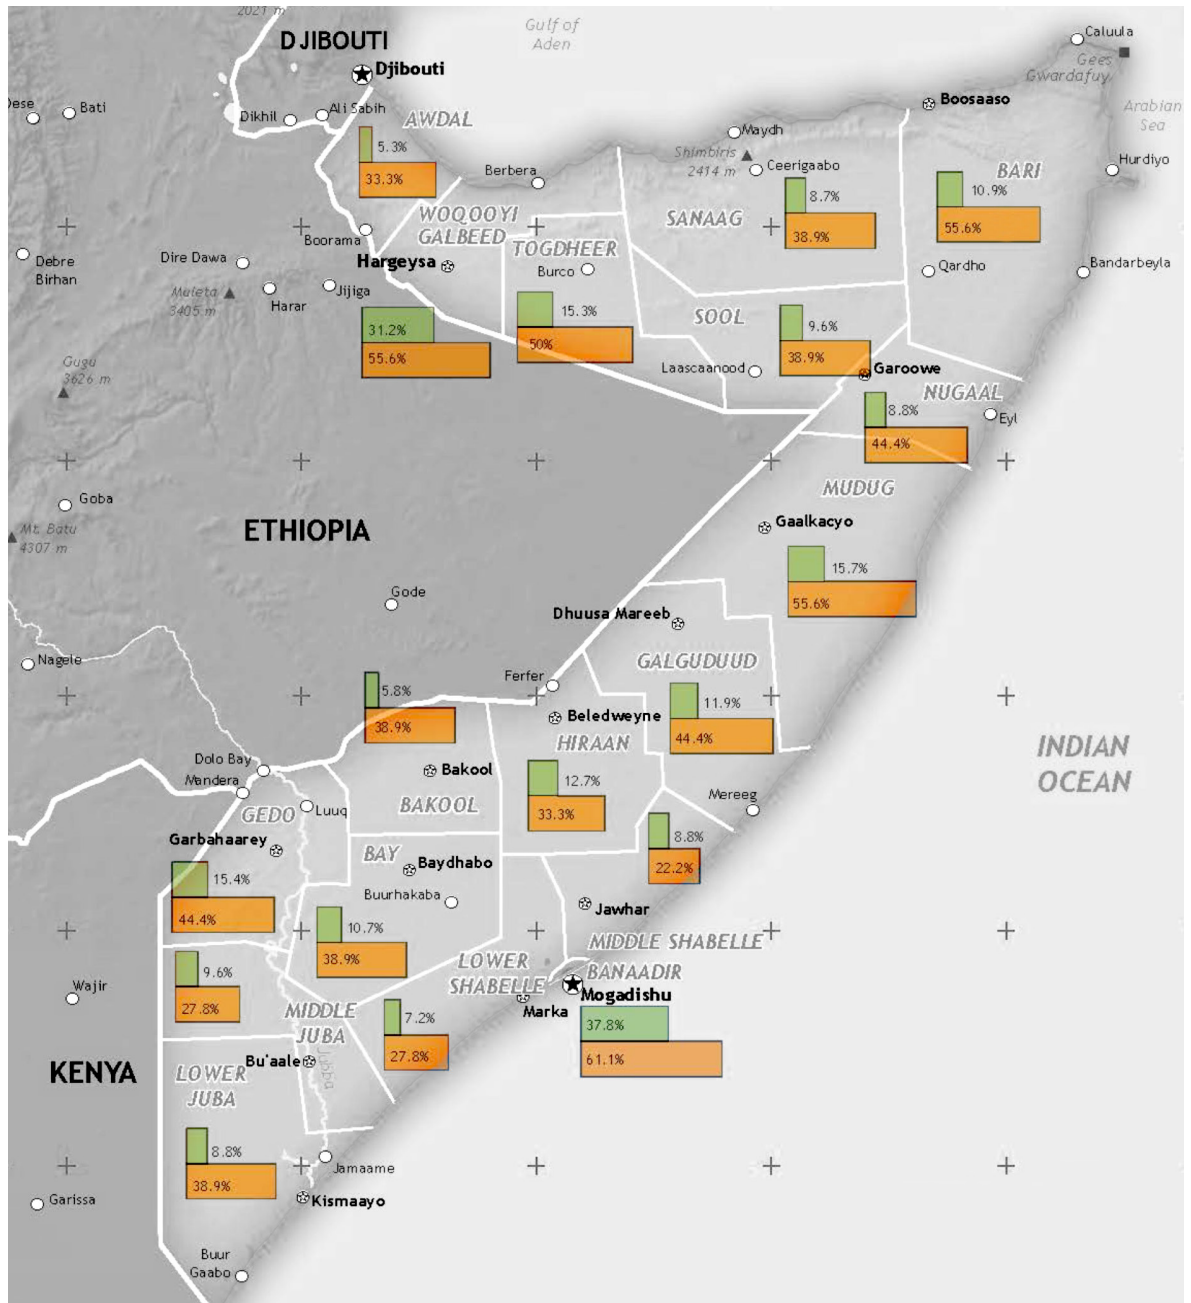 2021 m
DJIBOUTI
Djibouti
Gulf of
Aden
Caluula
Gees
Gwardafuy
Arabian
Sea
Bati
Dikhil
Ali Sabih
AWDAL
5.3%
33.3%
Boosaaso
Maydh
Shimbiris
2414 m
Ceerigaabo
Hurdiyo
BARI
10.9%
55.6%
Berbera
8.7%
38.9%
SANAAG
WOQOOYI
GALBEED
TOGDHEER
Boorama
Hargeysa
Burco
Debre
Birhan
Dire Dawa
Muleta
3405 m
Harar
Jijiga
Qardho
Bandarbeyla
31.2%
55.6%
15.3%
50%
SOOL
9.6%
38.9%
Laascaanood
Garoowe
NUGAAL
Gugu
3626 m
8.8%
44.4%
Eyl
MUDUG
Goba
Mt. Batu
4307 m
ETHIOPIA
Gaalkacyo
15.7%
55.6%
Gode
Dhuusa Mareeb
GALGUDUUD
Nagele
Ferfer
5.8%
38.9%
11.9%
44.4%
Beledweyne
HIRAAN
INDIAN
OCEAN
Dolo Bay
Mandera
Bakool
BAKOOL
12.7%
33.3%
Mereeg
GEDO
Luuq
Garbahaarey
BAY
Baydhabo
8.8%
22.2%
15.4%
44.4%
Buurhakaba
Jawhar
10.7%
38.9%
MIDDLE SHABELLE
LOWER
SHABELLE
BANAADIR
9.6%
27.8%
Wajir
Mogadishu
Marka
MIDDLE
JUBA
7.2%
27.8%
37.8%
61.1%
KENYA
Bu'aale
Jubba
LOWER
JUBA
8.8%
38.9%
Jamaame
Kismaayo
Garissa
Buur
Gaabo